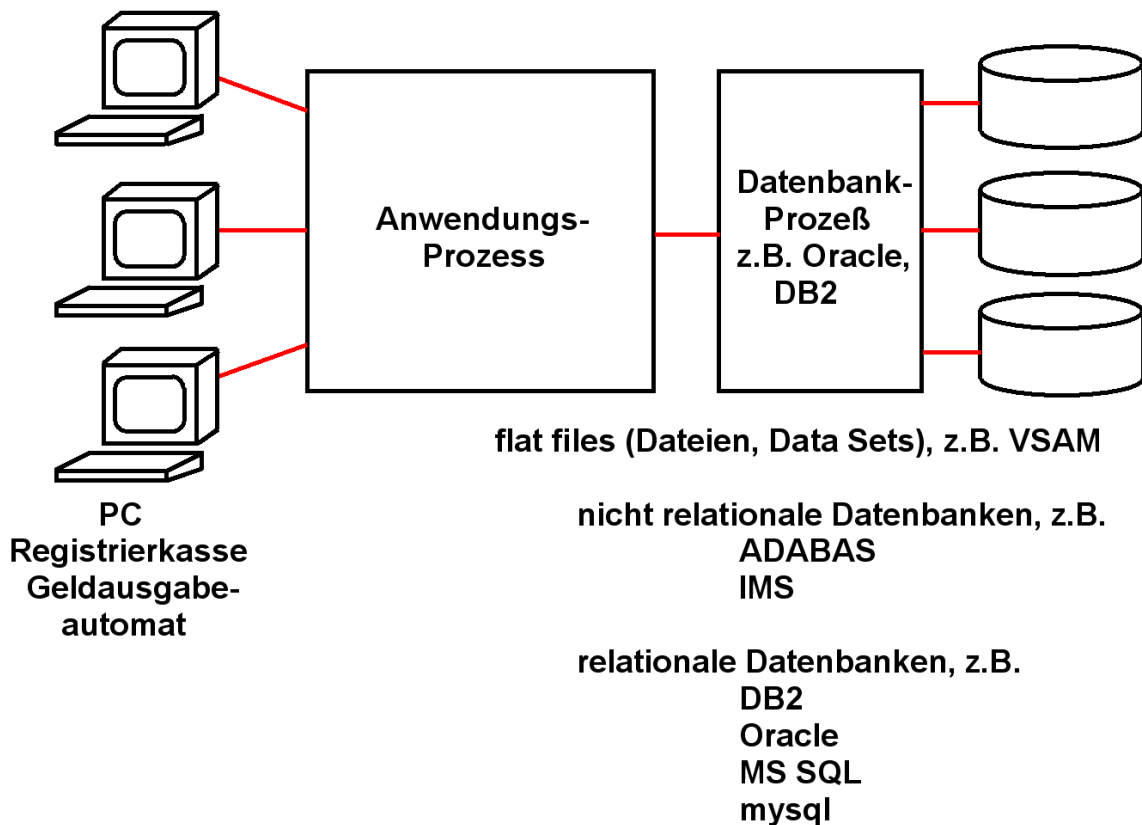 Anwendungs-
Prozess
Datenbank-
Prozeß
z.B. Oracle,
DB2
flat files (Dateien, Data Sets), z.B. VSAM
PC
Registrierkasse
Geldausgabe-
automat
nicht relationale Datenbanken, z.B.
ADABAS
IMS
relationale Datenbanken, z.B.
DB2
Oracle
MS SQL
mysql